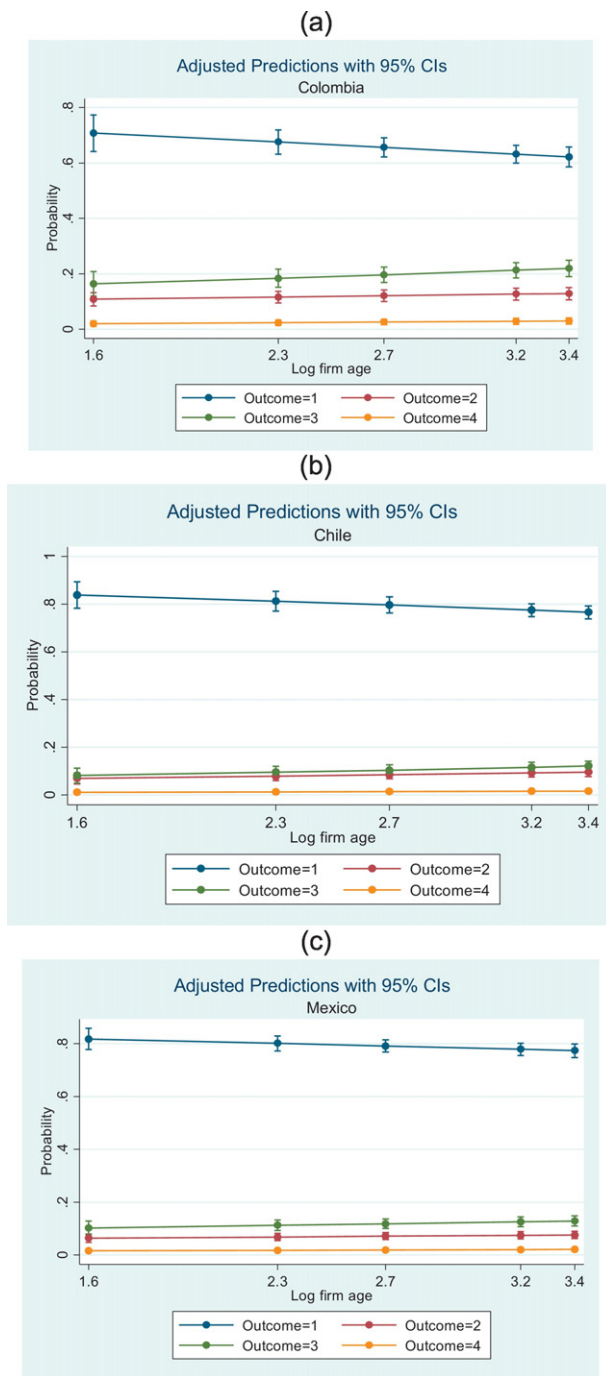 (a)
Adjusted Predictions with 95% CIs
Colombia
.8
.6
.4
.2
0
Probability
1.6 2.3 2.7 3.2 3.4
Log firm age
Outcome=1 Outcome=2
Outcome=3 Outcome=4
(b)
Adjusted Predictions with 95% CIs
Chile
1
.8
.6
.4
.2
0
Probability
1.6 2.3 2.7 3.2 3.4
Log firm age
Outcome=1 Outcome=2
Outcome=3 Outcome=4
(c)
Adjusted Predictions with 95% CIs
Mexico
.8
.6
.4
.2
0
Probability
1.6 2.3 2.7 3.2 3.4
Log firm age
Outcome=1 Outcome=2
Outcome=3 Outcome=4